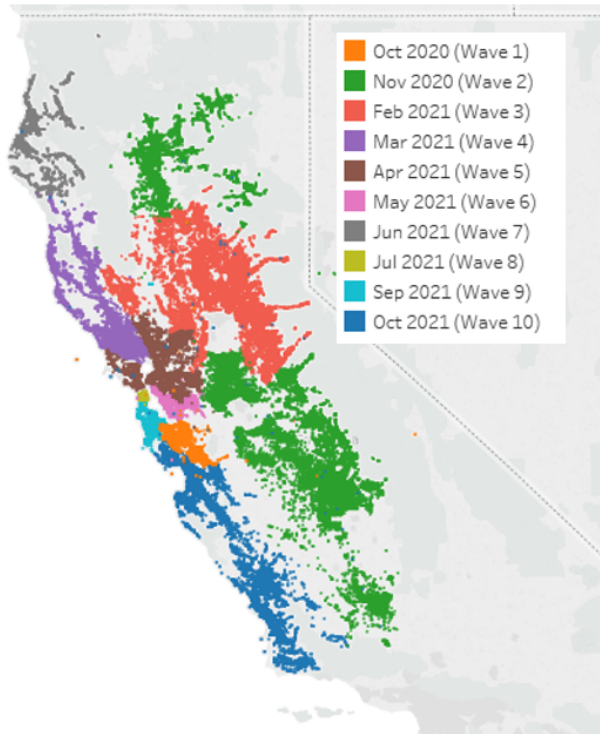 Oct 2020 (Wave 1)
Nov 2020 (Wave 2)
Feb 2021 (Wave 3)
Mar 2021 (Wave 4)
Apr 2021 (Wave 5)
May 2021 (Wave 6)
Jun 2021 (Wave 7)
Jul 2021 (Wave 8)
Sep 2021 (Wave 9)
Oct 2021 (Wave 10)